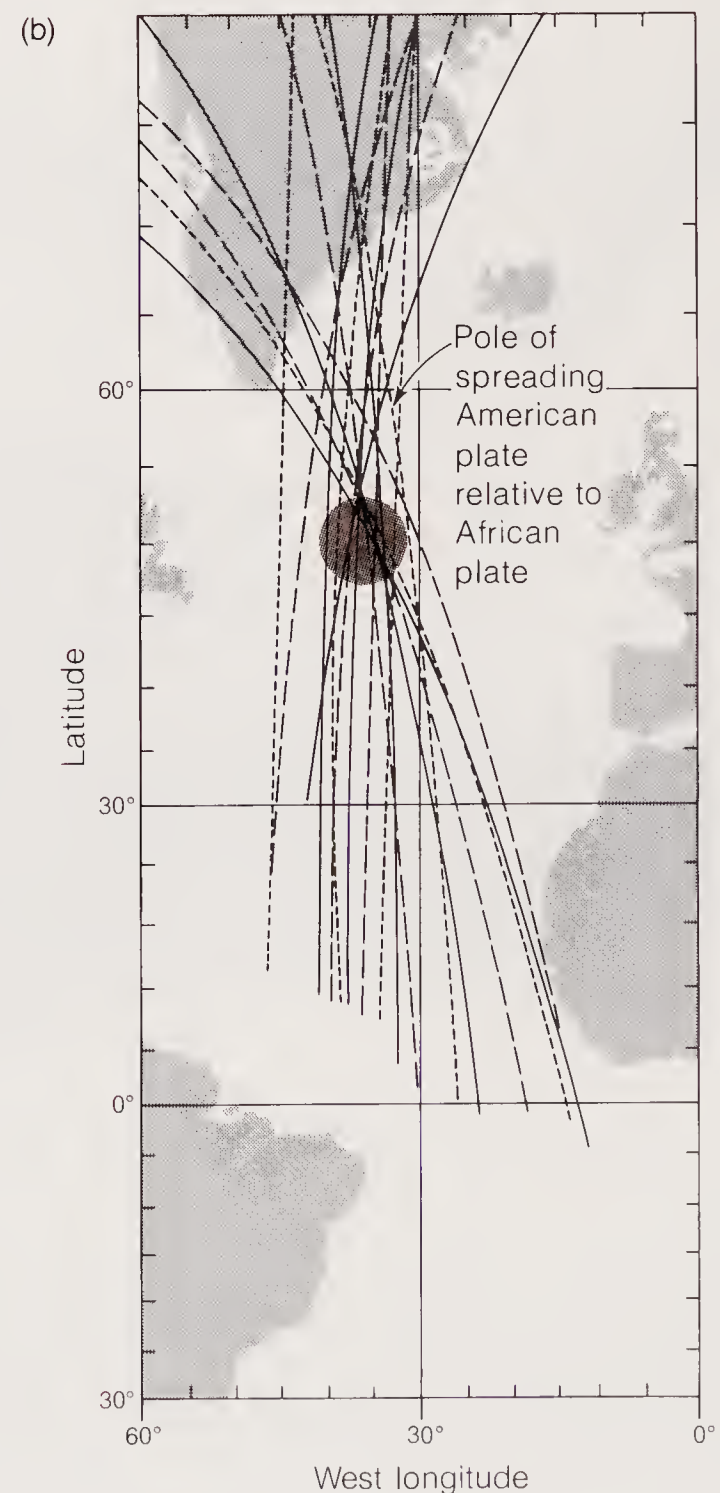 (b)
Pole of
spreading
American
plate
relative to
African
plate
60°
Latitude
30°
0°
30°
60°
30°
0°
West longitude